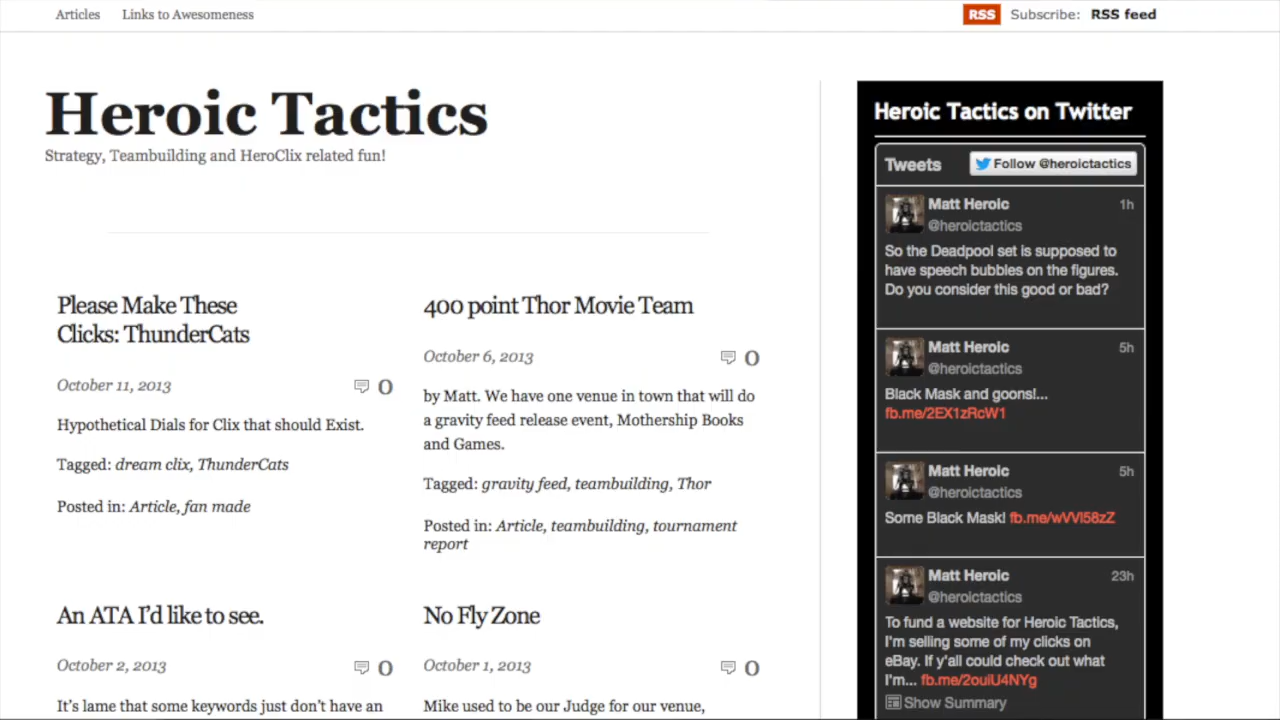 Articles Links to Awesomeness
RSS Subscribe: RSS feed
Heroic Tactics
Strategy, Teambuilding and HeroClix related fun!
Please Make These
Clicks: ThunderCats
October 11, 2013 0
Hypothetical Dials for Clix that should Exist.
Tagged: dream clix, ThunderCats
Posted in: Article, fan made
400 point Thor Movie Team
October 6, 2013 0
by Matt. We have one venue in town that will do
a gravity feed release event, Mothership Books
and Games.
Tagged: gravity feed, teambuilding, Thor
Posted in: Article, teambuilding, tournament
report
An ATA I'd like to see.
October 2, 2013 0
It's lame that some keywords just don't have an
No Fly Zone
October 1, 2013 0
Mike used to be our Judge for our venue,
Heroic Tactics on Twitter
Tweets Follow @heroictactics
Matt Heroic 1h
@heroictactics
So the Deadpool set is supposed to
have speech bubbles on the figures.
Do you consider this good or bad?
Matt Heroic 5h
@heroictactics
Black Mask and goons!...
fb.me/2EX1zRcW1
Matt Heroic 5h
@heroictactics
Some Black Mask! fb.me/wVVl58zZ
Matt Heroic 23h
@heroictactics
To fund a website for Heroic Tactics,
I'm selling some of my clicks on
eBay. If y'all could check out what
I'm... fb.me/2ouiU4NYg
Show Summary